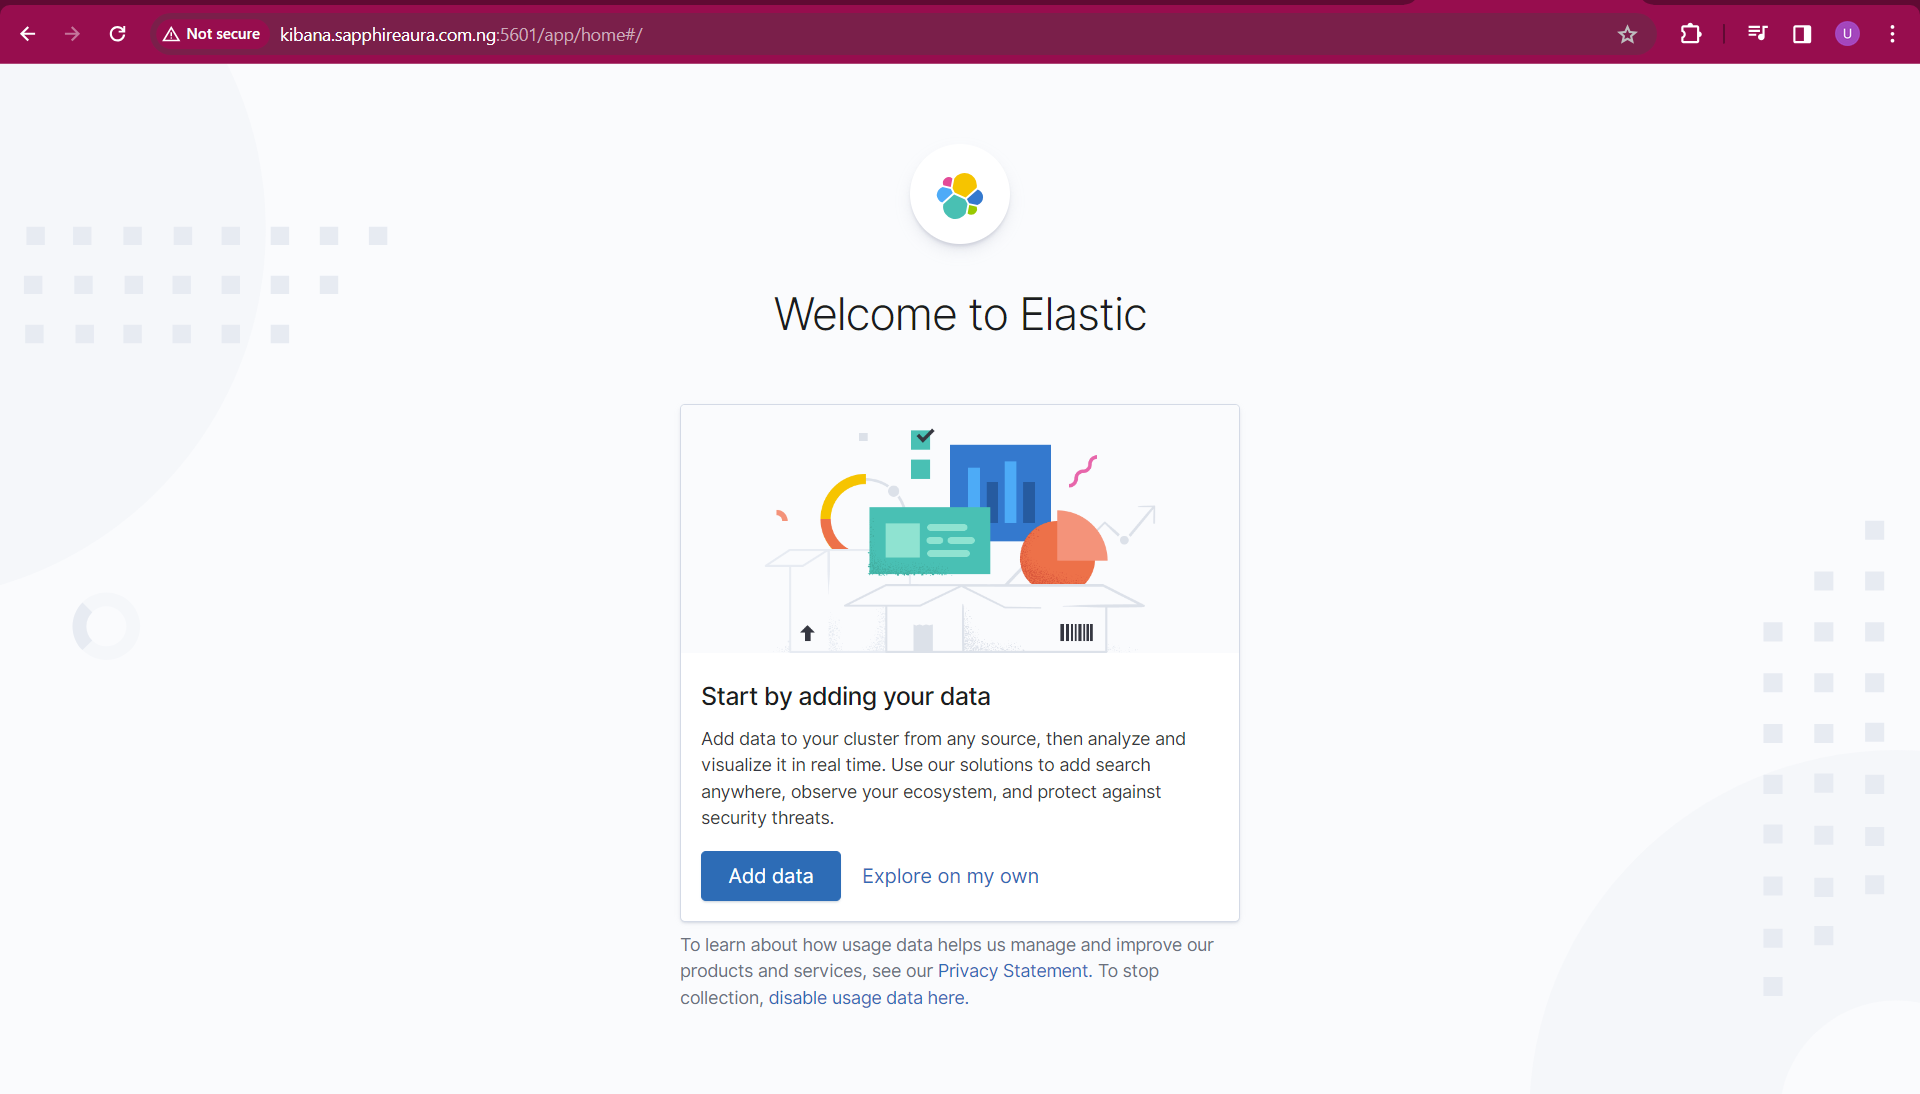 Not secure kibana.sapphireaura.com.ng:5601/app/home#/
U
Welcome to Elastic
Start by adding your data
Add data to your cluster from any source, then analyze and
visualize it in real time. Use our solutions to add search
anywhere, observe your ecosystem, and protect against
security threats.
Add data Explore on my own
To learn about how usage data helps us manage and improve our
products and services, see our Privacy Statement. To stop
collection, disable usage data here.